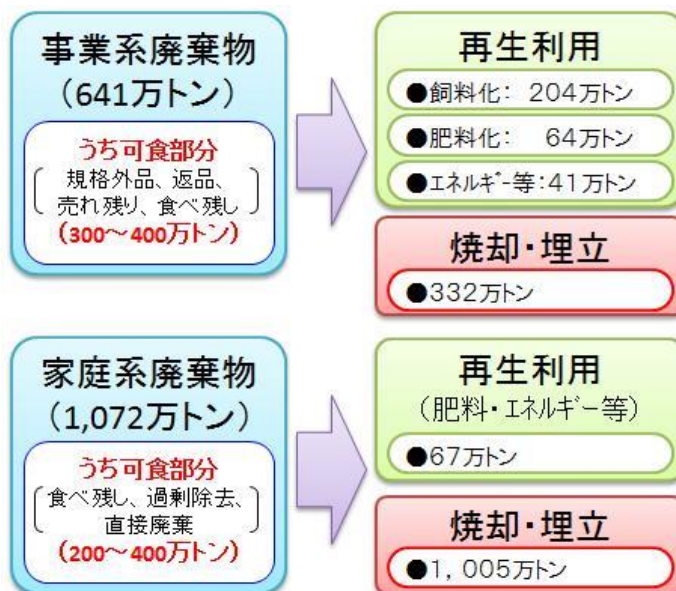 事業系廃棄物
（641万トン）
うち可食部分
規格外品、返品、
売れ残り、食べ残し
（300～400万トン）
再生利用
●飼料化： 204万トン
●肥料化： 64万トン
●エネルギー等：41万トン
焼却・埋立
●332万トン
家庭系廃棄物
（1,072万トン）
うち可食部分
食べ残し、過剰除去、
直接廃棄
（200～400万トン）
再生利用
（肥料・エネルギー等）
●67万トン
焼却・埋立
●1，005万トン